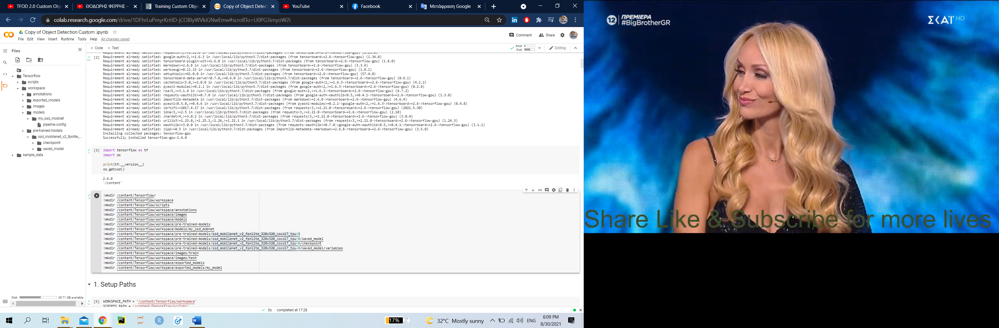 TFOD 2.0 Custom Obj
ΘΟΔΩΡΗΣ ΦΕΡΡΗΣ –
Training Custom Obje
Copy of Object Detect
YouTube
Facebook
Μετάφραση Google
colab.research.google.com/drive/1DFhrLuPmyrKntID-jCOBIyWVkiGNwEmw#scrollTo=U0PG3imyoW2i
Copy of Object Detection Custom .ipynb
File Edit View Insert Runtime Tools Help All changes saved
Comment Share
Files
+ Code + Text
RAM
Disk
Editing
..
Tensorflow
scripts
workspace
annotations
exported_models
images
models
my_ssd_mobnet
pipeline.config
pre-trained-models
ssd_mobilenet_v2_fpnlite_...
checkpoint
saved_model
sample_data
Disk 29.71 GB available
Requirement already satisfied: requests<3,>=2.21.0 in /usr/local/lib/python3.7/dist-packages (from tensorboard~=2.6->tensorflow-gpu) (2.23.0)
[2] Requirement already satisfied: google-auth<2,>=1.6.3 in /usr/local/lib/python3.7/dist-packages (from tensorboard~=2.6->tensorflow-gpu) (1.34.0)
54s
Requirement already satisfied: tensorboard-plugin-wit>=1.6.0 in /usr/local/lib/python3.7/dist-packages (from tensorboard~=2.6->tensorflow-gpu) (1.8.0)
Requirement already satisfied: markdown>=2.6.8 in /usr/local/lib/python3.7/dist-packages (from tensorboard~=2.6->tensorflow-gpu) (3.3.4)
Requirement already satisfied: werkzeug>=0.11.15 in /usr/local/lib/python3.7/dist-packages (from tensorboard~=2.6->tensorflow-gpu) (1.0.1)
Requirement already satisfied: setuptools>=41.0.0 in /usr/local/lib/python3.7/dist-packages (from tensorboard~=2.6->tensorflow-gpu) (57.4.0)
Requirement already satisfied: tensorboard-data-server<0.7.0,>=0.6.0 in /usr/local/lib/python3.7/dist-packages (from tensorboard~=2.6->tensorflow-gpu) (0.6.1)
Requirement already satisfied: cachetools<5.0,>=2.0.0 in /usr/local/lib/python3.7/dist-packages (from google-auth<2,>=1.6.3->tensorboard~=2.6->tensorflow-gpu) (4.2.2)
Requirement already satisfied: pyasn1-modules>=0.2.1 in /usr/local/lib/python3.7/dist-packages (from google-auth<2,>=1.6.3->tensorboard~=2.6->tensorflow-gpu) (0.2.8)
Requirement already satisfied: rsa<5,>=3.1.4 in /usr/local/lib/python3.7/dist-packages (from google-auth<2,>=1.6.3->tensorboard~=2.6->tensorflow-gpu) (4.7.2)
Requirement already satisfied: requests-oauthlib>=0.7.0 in /usr/local/lib/python3.7/dist-packages (from google-auth-oauthlib<0.5,>=0.4.1->tensorboard~=2.6->tensorflow-gpu) (1.3.0)
Requirement already satisfied: importlib-metadata in /usr/local/lib/python3.7/dist-packages (from markdown>=2.6.8->tensorboard~=2.6->tensorflow-gpu) (4.6.4)
Requirement already satisfied: pyasn1<0.5.0,>=0.4.6 in /usr/local/lib/python3.7/dist-packages (from pyasn1-modules>=0.2.1->google-auth<2,>=1.6.3->tensorboard~=2.6->tensorflow-gpu) (0.4.8)
Requirement already satisfied: certifi>=2017.4.17 in /usr/local/lib/python3.7/dist-packages (from requests<3,>=2.21.0->tensorboard~=2.6->tensorflow-gpu) (2021.5.30)
Requirement already satisfied: idna<3,>=2.5 in /usr/local/lib/python3.7/dist-packages (from requests<3,>=2.21.0->tensorboard~=2.6->tensorflow-gpu) (2.10)
Requirement already satisfied: chardet<4,>=3.0.2 in /usr/local/lib/python3.7/dist-packages (from requests<3,>=2.21.0->tensorboard~=2.6->tensorflow-gpu) (3.0.4)
Requirement already satisfied: urllib3!=1.25.0,!=1.25.1,<1.26,>=1.21.1 in /usr/local/lib/python3.7/dist-packages (from requests<3,>=2.21.0->tensorboard~=2.6->tensorflow-gpu) (1.24.3)
Requirement already satisfied: oauthlib>=3.0.0 in /usr/local/lib/python3.7/dist-packages (from requests-oauthlib>=0.7.0->google-auth-oauthlib<0.5,>=0.4.1->tensorboard~=2.6->tensorflow-gpu) (3.1.1)
Requirement already satisfied: zipp>=0.5 in /usr/local/lib/python3.7/dist-packages (from importlib-metadata->markdown>=2.6.8->tensorboard~=2.6->tensorflow-gpu) (3.5.0)
Installing collected packages: tensorflow-gpu
Successfully installed tensorflow-gpu-2.6.0
[3] import tensorflow as tf
1s
import os
print(tf.__version__)
os.getcwd()
2.6.0
'/content'
!mkdir /content/Tensorflow/
1s
!mkdir /content/Tensorflow/workspace
!mkdir /content/Tensorflow/scripts
!mkdir /content/Tensorflow/workspace/annotations
!mkdir /content/Tensorflow/workspace/images
!mkdir /content/Tensorflow/workspace/models
!mkdir /content/Tensorflow/workspace/pre-trained-models
!mkdir /content/Tensorflow/workspace/models/my_ssd_mobnet
!mkdir /content/Tensorflow/workspace/pre-trained-models/ssd_mobilenet_v2_fpnlite_320x320_coco17_tpu-8
!mkdir /content/Tensorflow/workspace/pre-trained-models/ssd_mobilenet_v2_fpnlite_320x320_coco17_tpu-8/saved_model
!mkdir /content/Tensorflow/workspace/pre-trained-models/ssd_mobilenet_v2_fpnlite_320x320_coco17_tpu-8/checkpoint
!mkdir /content/Tensorflow/workspace/pre-trained-models/ssd_mobilenet_v2_fpnlite_320x320_coco17_tpu-8/saved_model/variables
!mkdir /content/Tensorflow/workspace/images/train
!mkdir /content/Tensorflow/workspace/images/test
!mkdir /content/Tensorflow/workspace/exported_models
!mkdir /content/Tensorflow/workspace/exported_models/my_model
1. Setup Paths
[5] WORKSPACE_PATH = '/content/Tensorflow/workspace'
0s
SCRIPTS_PATH = '/content/Tensorflow/scripts'
0s completed at 17:28
17%
32°C Mostly sunny
ENG
6:09 PM
8/30/2021
12 ΠΡΕΜΙΕΡΑ
#BigBrotherGR
ΣΚΑΪ HD
Share Like & Subscribe for more lives